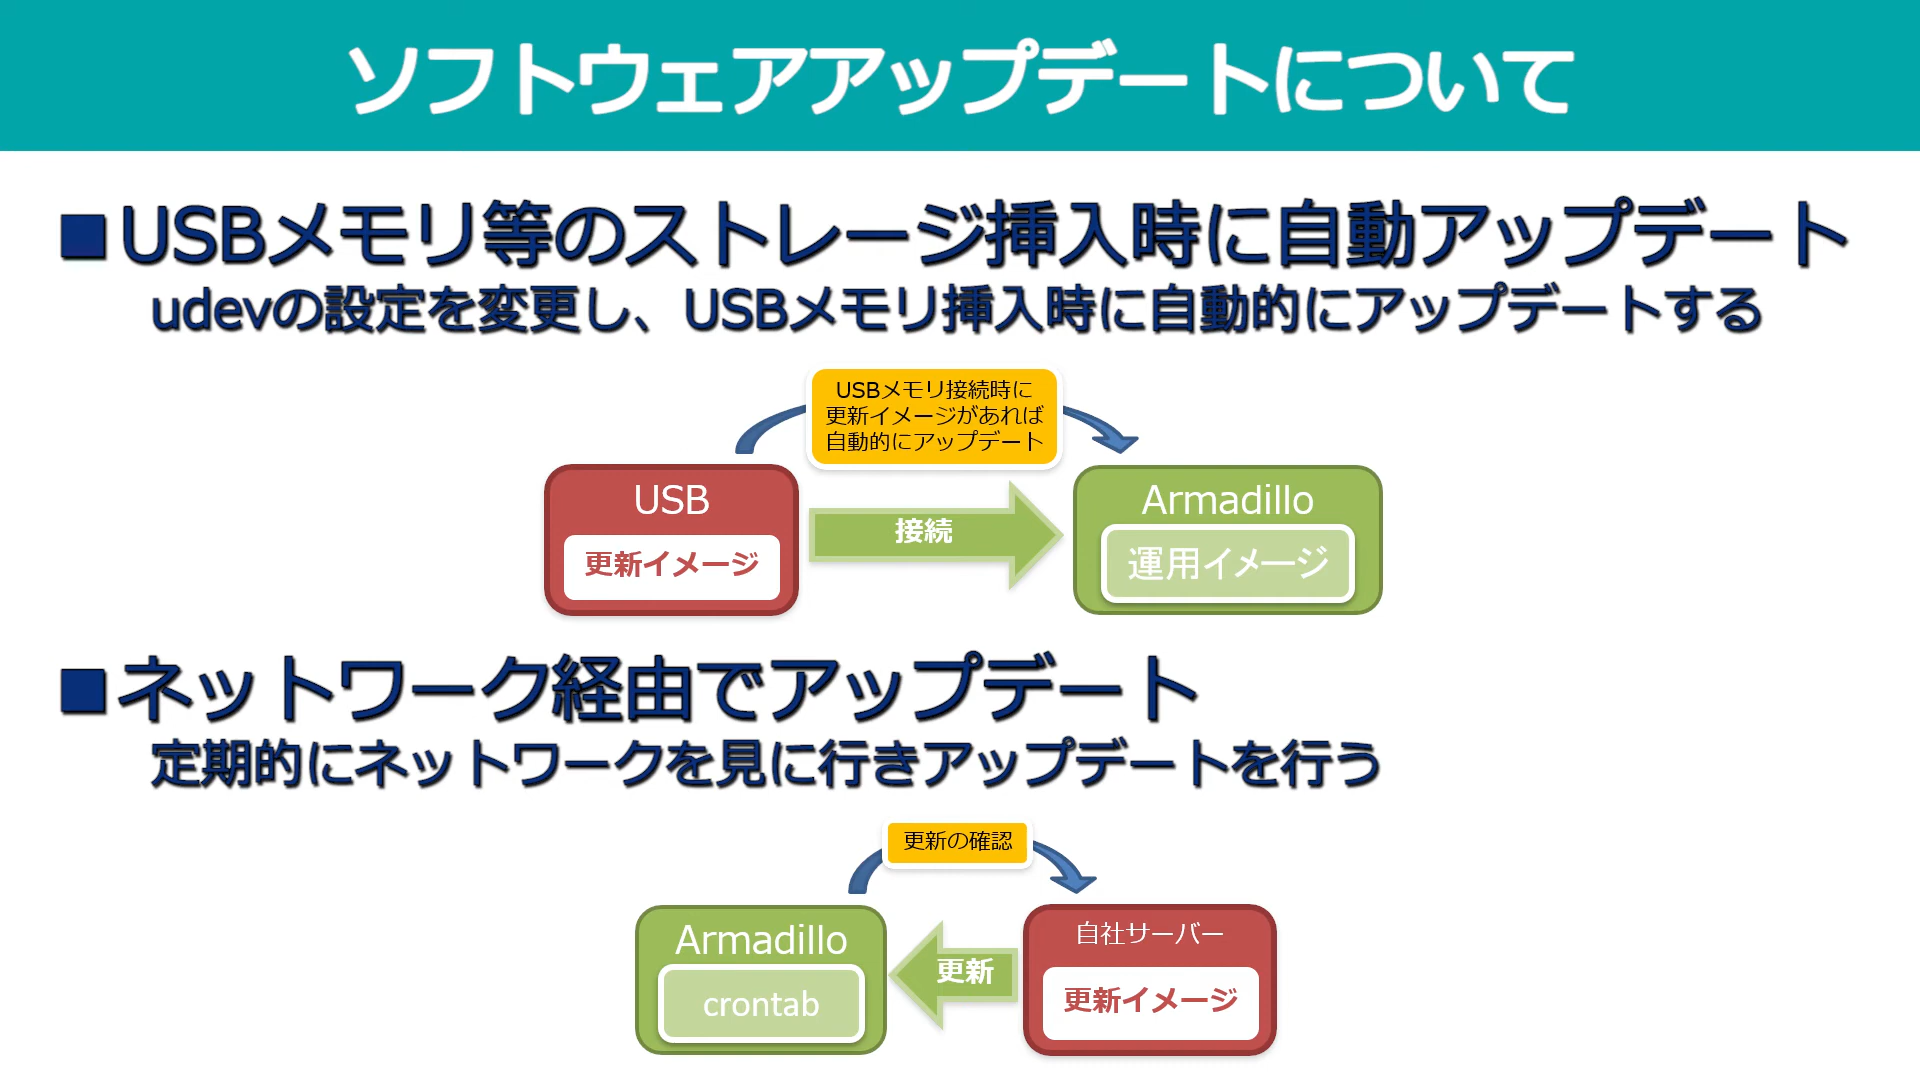 ソフトウェアアップデートについて
■USBメモリ等のストレージ挿入時に自動アップデート
udevの設定を変更し、USBメモリ挿入時に自動的にアップデートする
USBメモリ接続時に
更新イメージがあれば
自動的にアップデート
USB
更新イメージ
接続
Armadillo
運用イメージ
■ネットワーク経由でアップデート
定期的にネットワークを見に行きアップデートを行う
更新の確認
Armadillo
crontab
更新
自社サーバー
更新イメージ